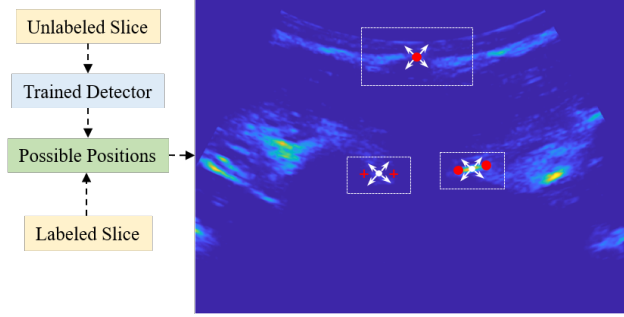 Unlabeled Slice
Trained Detector
Possible Positions
Labeled Slice